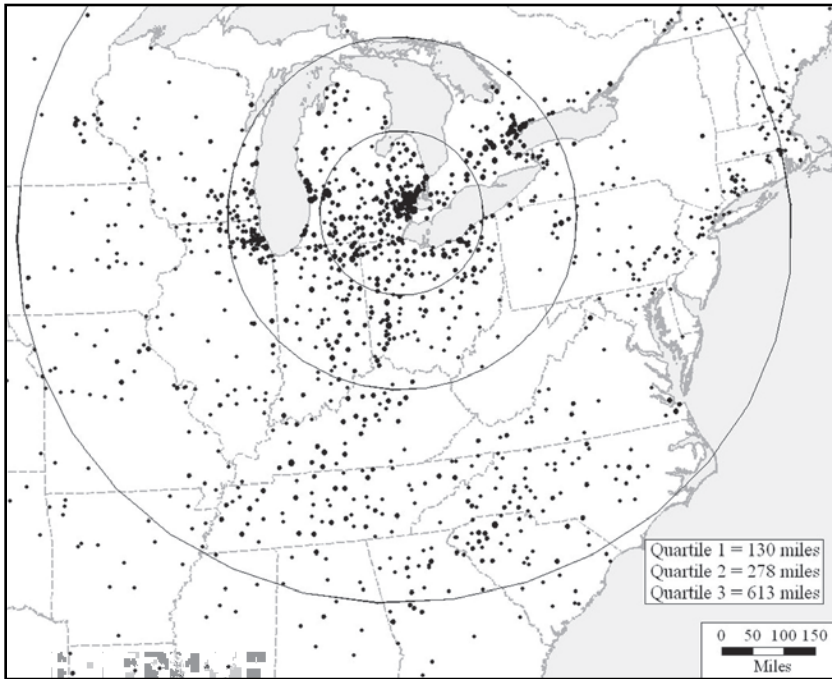 Quartile 1 = 130 miles
Quartile 2 = 278 miles
Quartile 3 = 613 miles
0 50 100 150
Miles